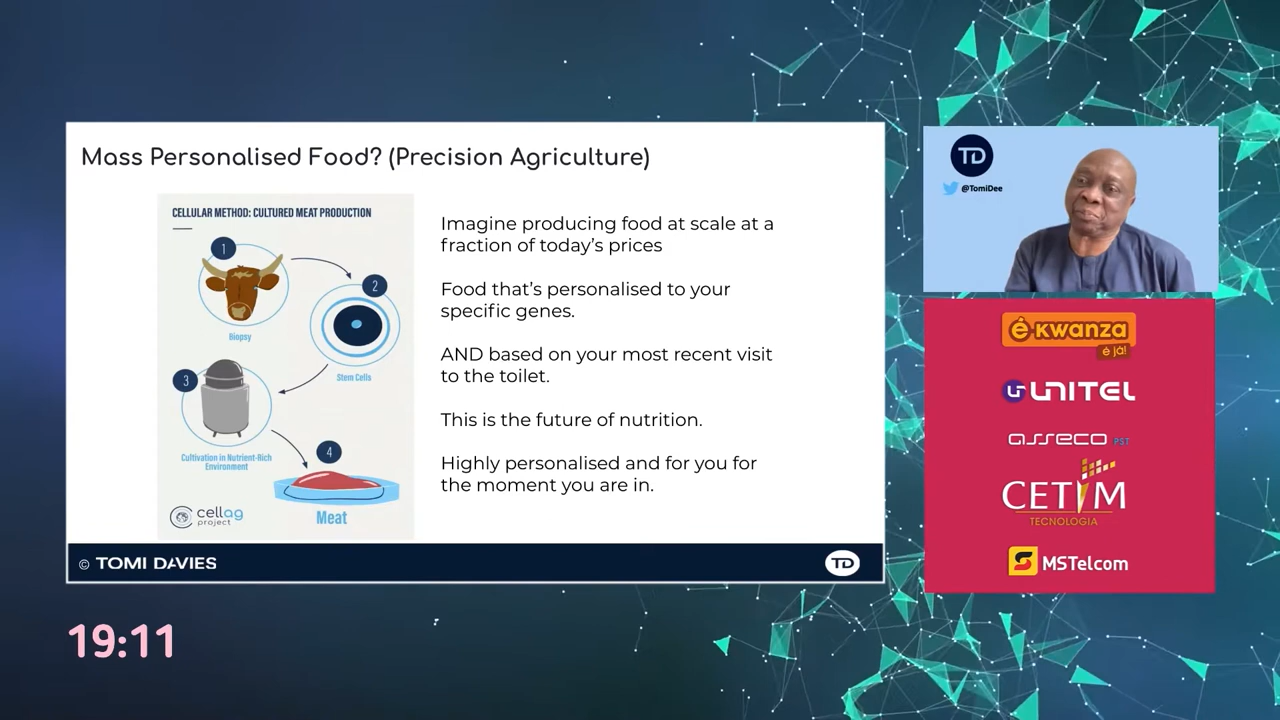 Mass Personalised Food? (Precision Agriculture)
CELLULAR METHOD: CULTURED MEAT PRODUCTION
1
Biopsy
2
Stem Cells
3
Cultivation in Nutrient-Rich
Environment
4
Meat
cellag
project
Imagine producing food at scale at a
fraction of today's prices
Food that's personalised to your
specific genes.
AND based on your most recent visit
to the toilet.
This is the future of nutrition.
Highly personalised and for you for
the moment you are in.
© TOMI DAVIES
TD
TD
@TomiDee
é-kwanza
é já!
UNITEL
asseco PST
CETIM
TECNOLOGIA
MSTelcom
19:11